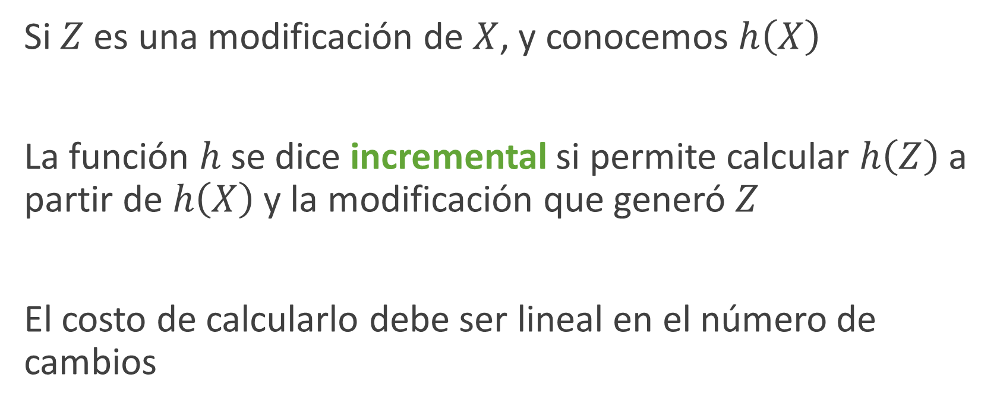 Si Z es una modificación de X, y conocemos h(X)
La función h se dice incremental si permite calcular h(Z) a
partir de h(X) y la modificación que generó Z
El costo de calcularlo debe ser lineal en el número de
cambios